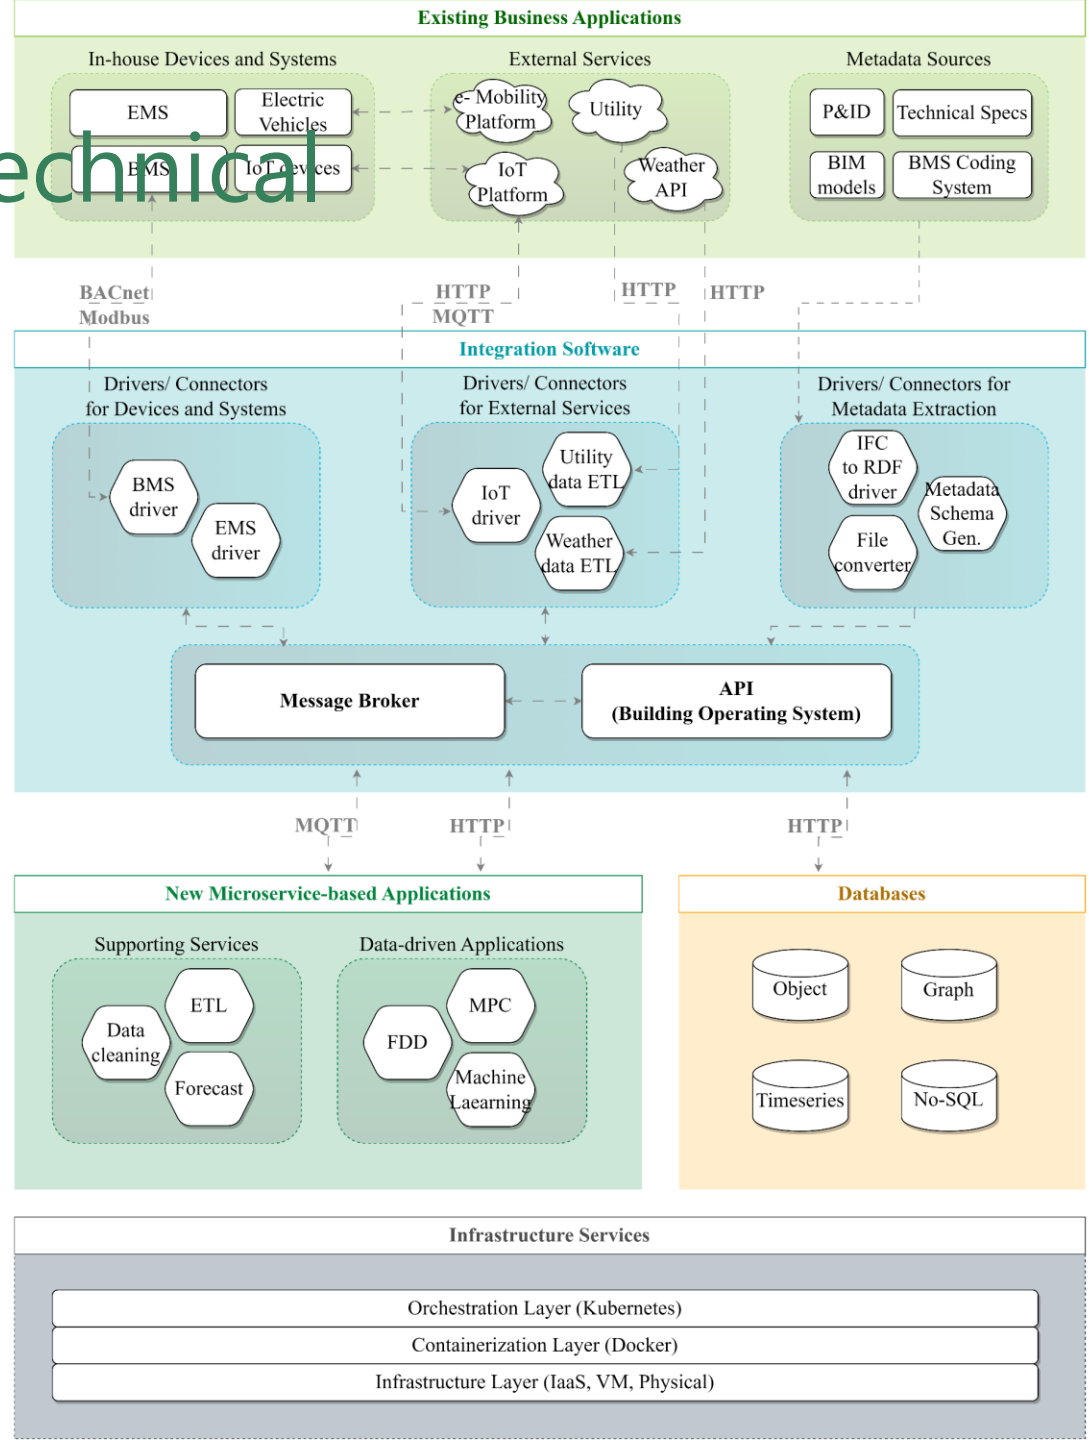 Existing Business Applications
In-house Devices and Systems
EMS
Electric
Vehicles
BMS
IoT devices
External Services
e- Mobility
Platform
Utility
IoT
Platform
Weather
API
Metadata Sources
P&ID
Technical Specs
BIM
models
BMS Coding
System
echnical
BACnet
Modbus
HTTP
MQTT
HTTP
HTTP
Integration Software
Drivers/ Connectors
for Devices and Systems
BMS
driver
EMS
driver
Drivers/ Connectors
for External Services
IoT
driver
Utility
data ETL
Weather
data ETL
Drivers/ Connectors for
Metadata Extraction
IFC
to RDF
driver
Metadata
Schema
Gen.
File
converter
Message Broker
API
(Building Operating System)
MQTT
HTTP
HTTP
New Microservice-based Applications
Supporting Services
Data
cleaning
ETL
Forecast
Data-driven Applications
FDD
MPC
Machine
Laearning
Databases
Object
Graph
Timeseries
No-SQL
Infrastructure Services
Orchestration Layer (Kubernetes)
Containerization Layer (Docker)
Infrastructure Layer (IaaS, VM, Physical)